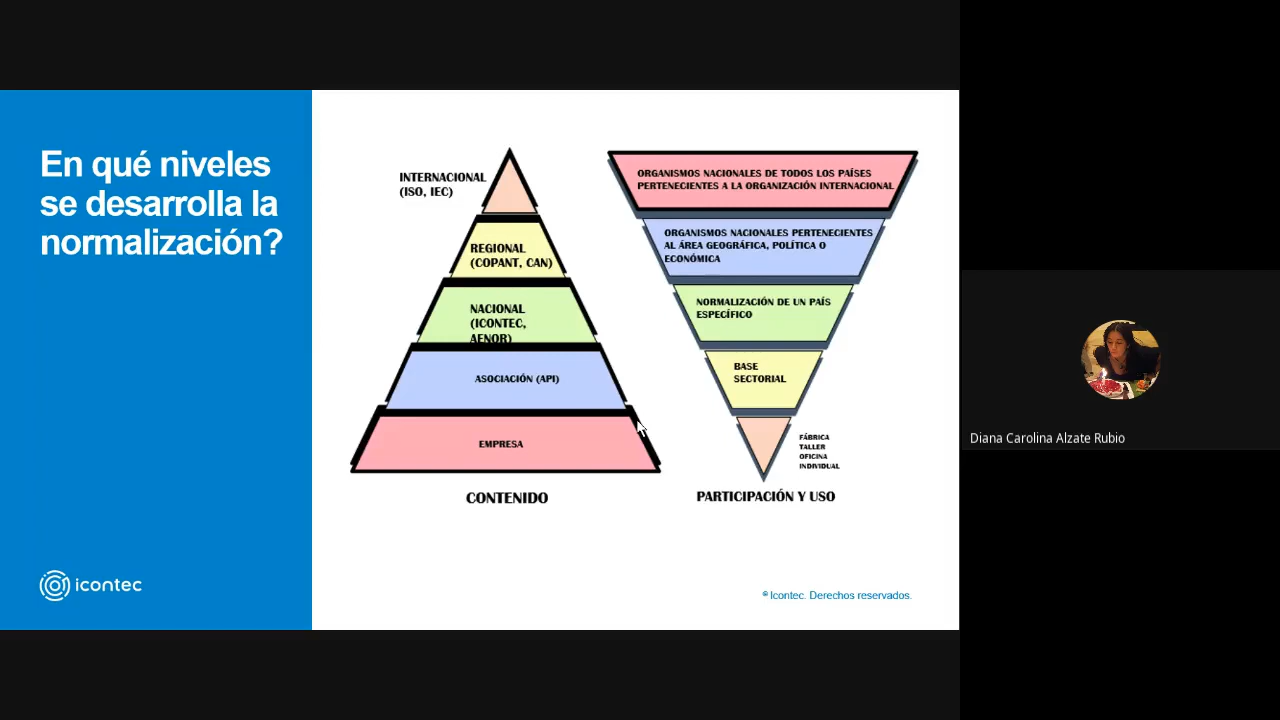 En qué niveles
se desarrolla la
normalización?
INTERNACIONAL
(ISO, IEC)
REGIONAL
(COPANT, CAN)
NACIONAL
(ICONTEC,
AENOR)
ASOCIACIÓN (API)
EMPRESA
CONTENIDO
ORGANISMOS NACIONALES DE TODOS LOS PAÍSES
PERTENECIENTES A LA ORGANIZACIÓN INTERNACIONAL
ORGANISMOS NACIONALES PERTENECIENTES
AL ÁREA GEOGRÁFICA, POLÍTICA O
ECONÓMICA
NORMALIZACIÓN DE UN PAÍS
ESPECÍFICO
BASE
SECTORIAL
FÁBRICA
TALLER
OFICINA
INDIVIDUAL
PARTICIPACIÓN Y USO
icontec
© Icontec. Derechos reservados.
Diana Carolina Alzate Rubio